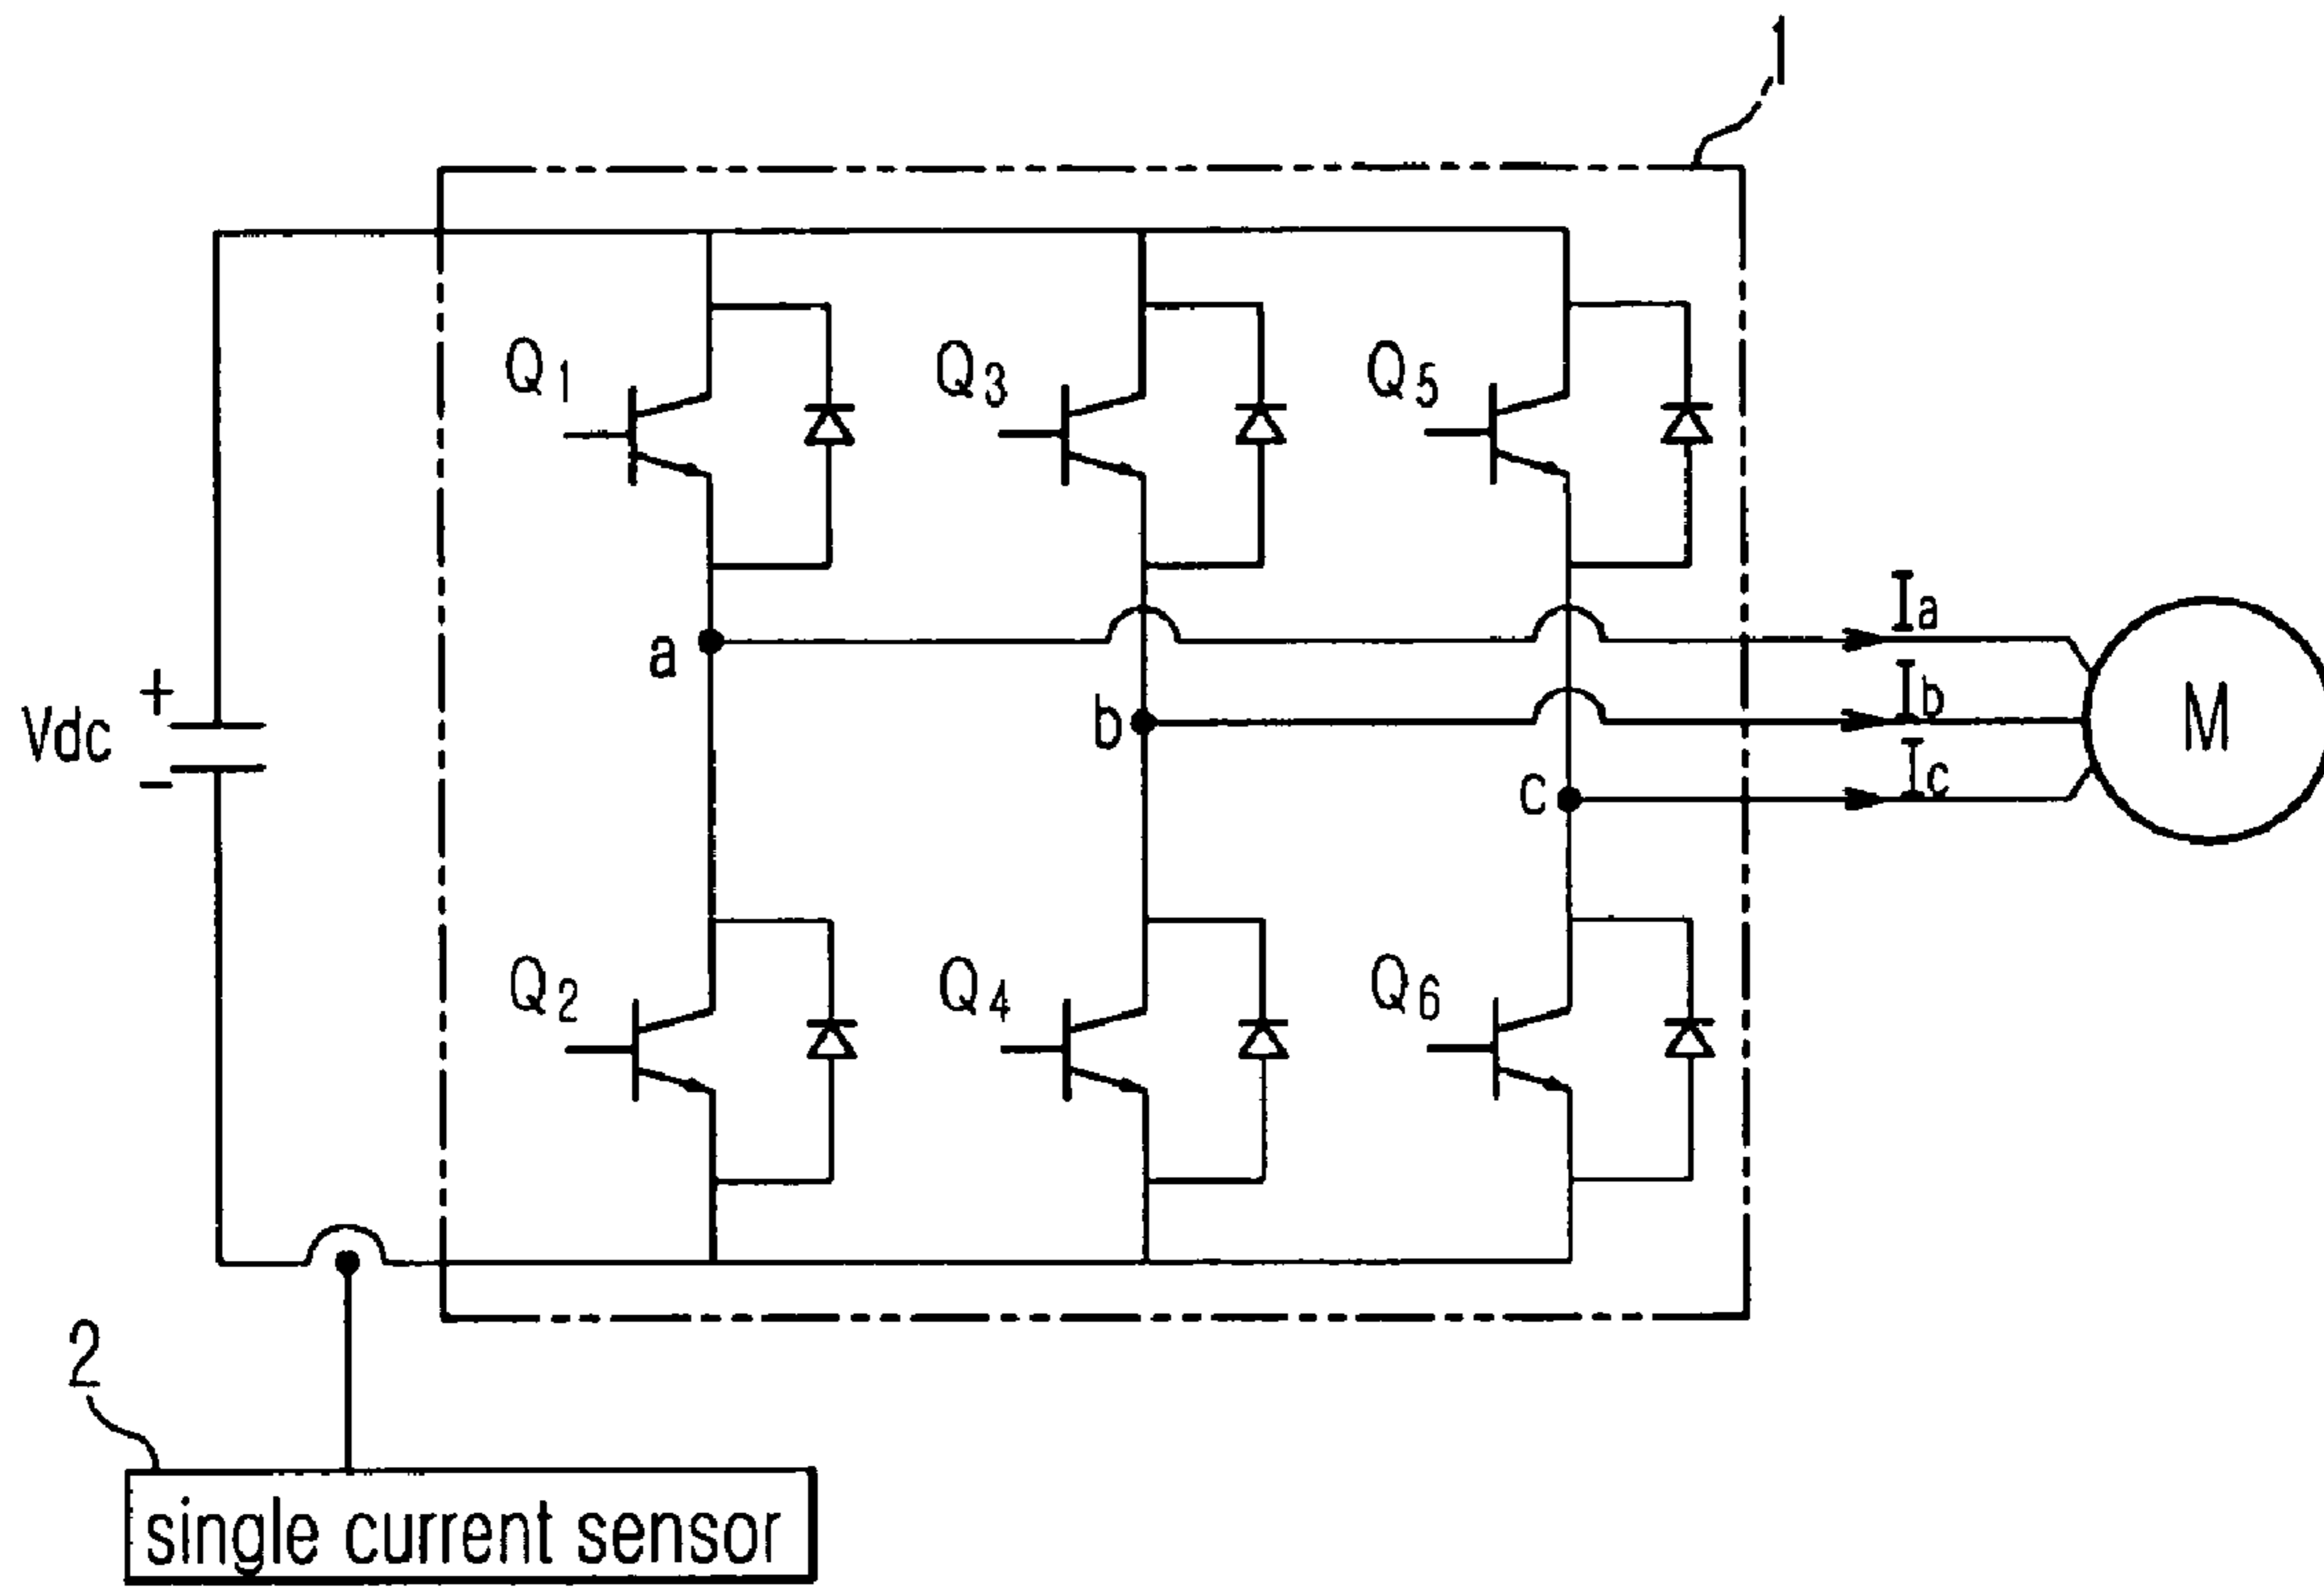 1
Q1
Q3
Q5
Ia
a
Ib
M
+
Vdc
b
Ic
-
c
Q2
Q4
Q6
2
single current sensor